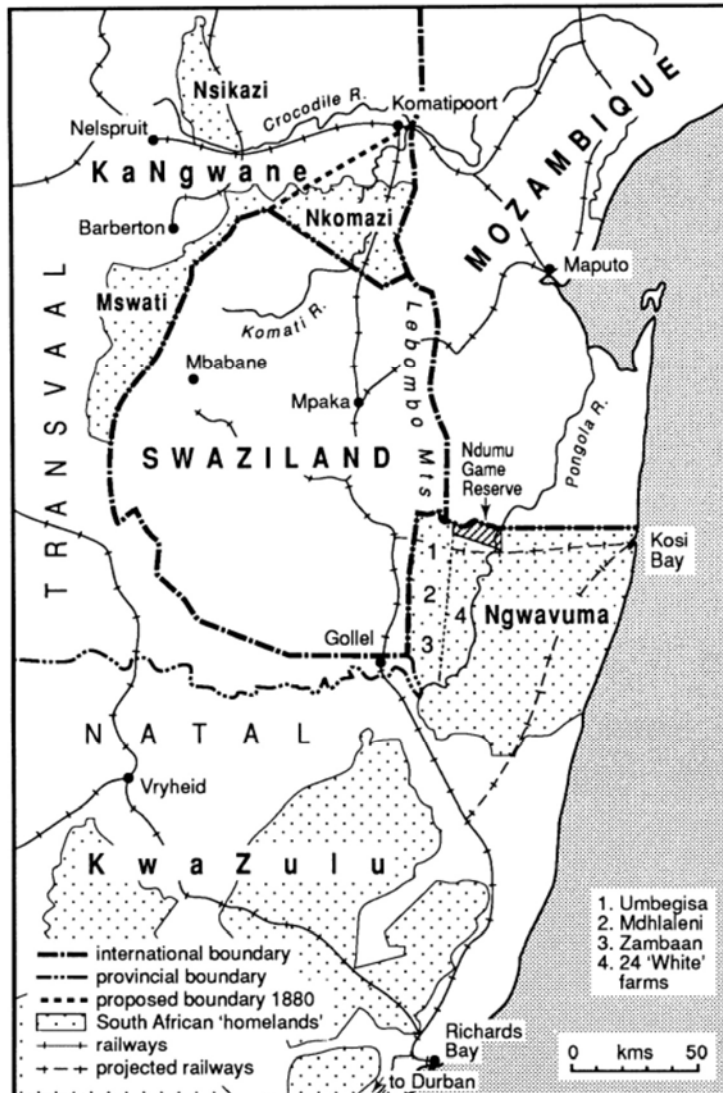 Nsikazi
Crocodile R.
Komatipoort
Nelspruit
KaNgwane
MOZAMBIQUE
Nkomazi
Barberton
Maputo
Mswati
Komati R.
Lebombo Mts
TRANSVAAL
Mbabane
Mpaka
Pongola R.
SWAZILAND
Ndumu
Game
Reserve
1
Kosi
Bay
2
4
Ngwavuma
3
Gollel
NATAL
Vryheid
KwaZulu
1. Umbegisa
2. Mdhlaleni
3. Zambaan
4. 24 'White'
farms
international boundary
provincial boundary
proposed boundary 1880
South African 'homelands'
railways
projected railways
Richards
Bay
to Durban
0 kms 50